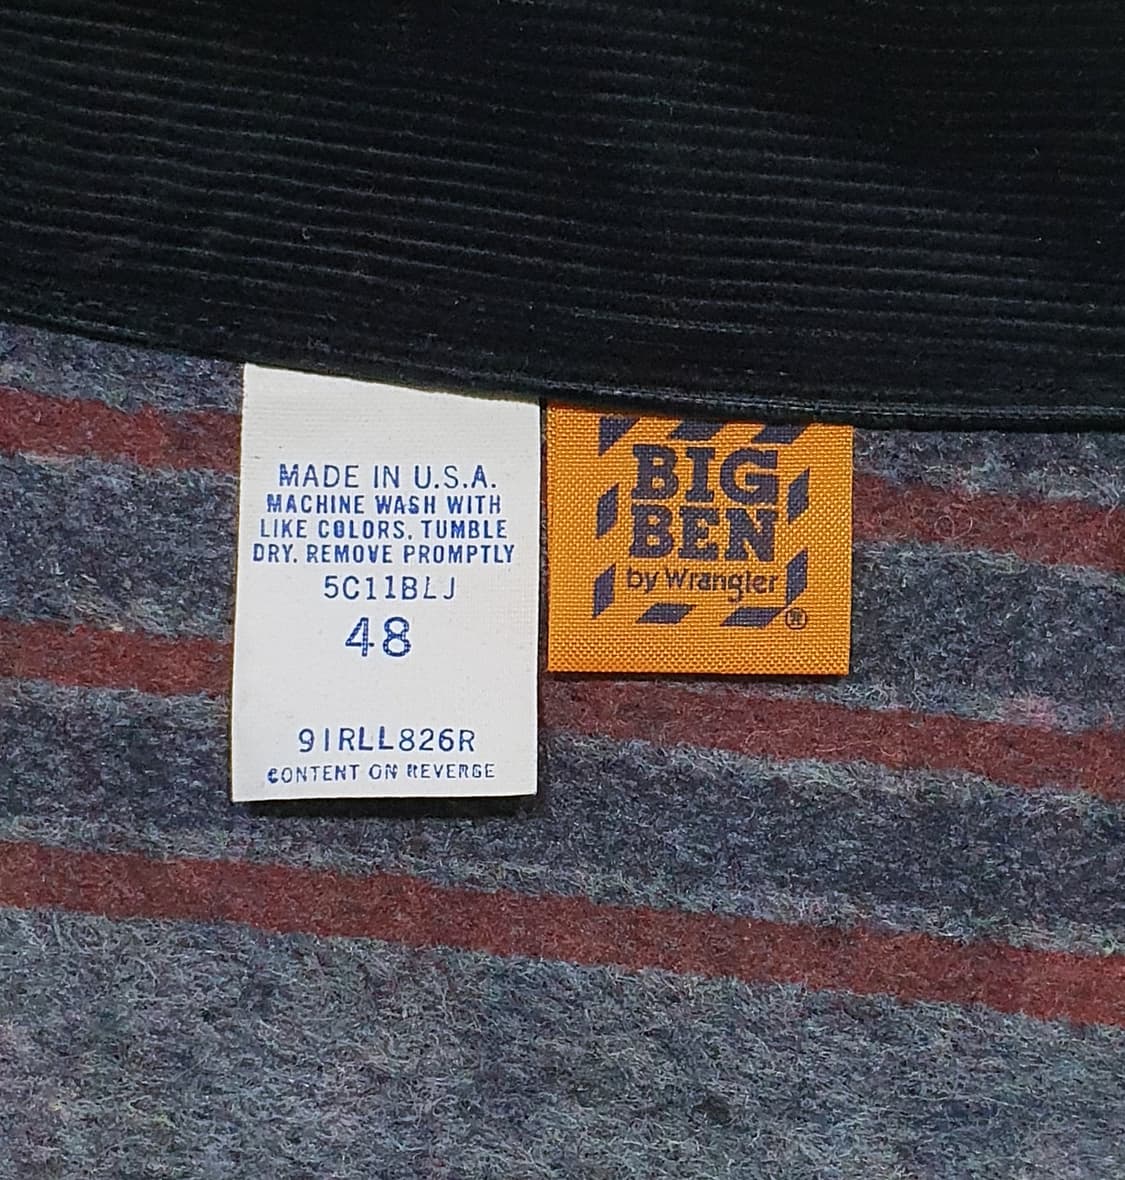 MADE IN U.S.A.
MACHINE WASH WITH
LIKE COLORS, TUMBLE
DRY. REMOVE PROMPTLY
5C11BLJ
48
91RLL826R
CONTENT ON REVERSE
BIG
BEN
by Wrangler
®